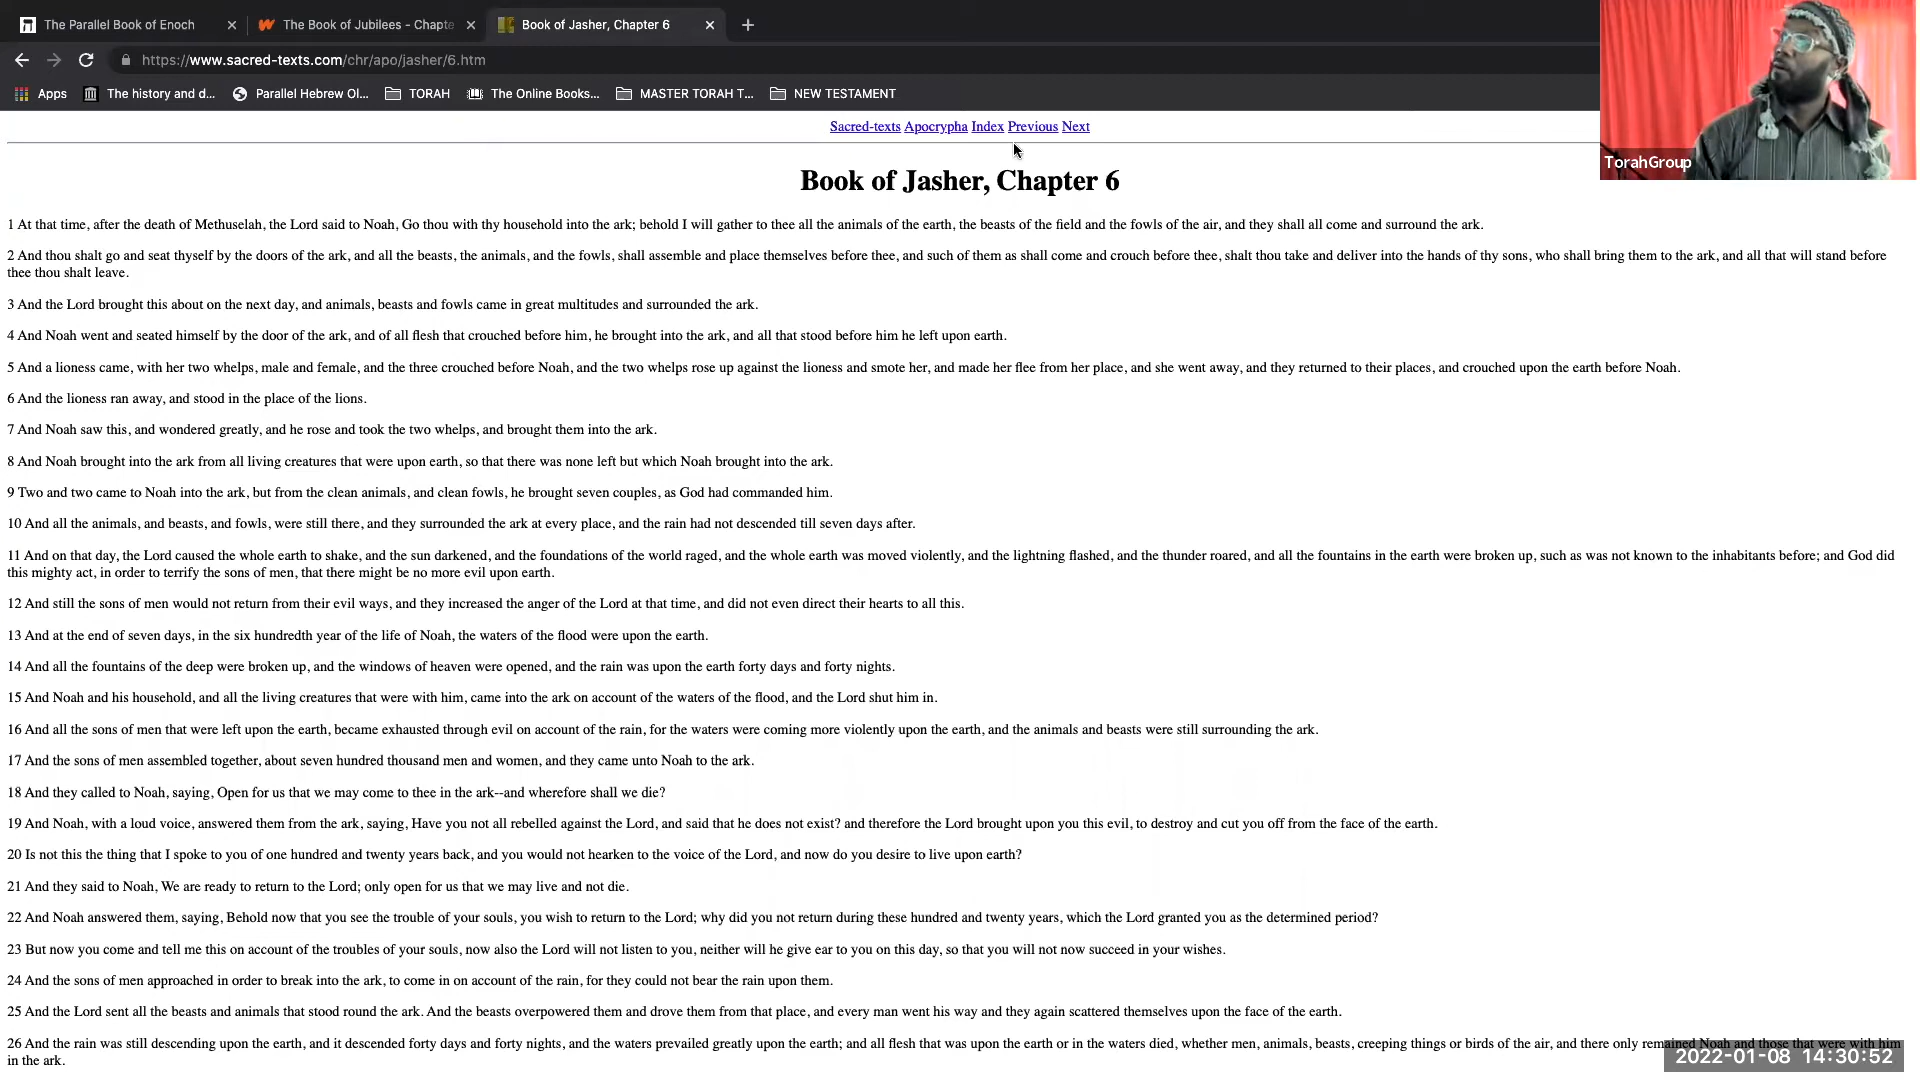 The Parallel Book of Enoch
The Book of Jubilees - Chapte
Book of Jasher, Chapter 6
https://www.sacred-texts.com/chr/apo/jasher/6.htm
Apps The history and d... Parallel Hebrew Ol... TORAH The Online Books... MASTER TORAH T... NEW TESTAMENT
Sacred-texts Apocrypha Index Previous Next
TorahGroup
Book of Jasher, Chapter 6
1 At that time, after the death of Methuselah, the Lord said to Noah, Go thou with thy household into the ark; behold I will gather to thee all the animals of the earth, the beasts of the field and the fowls of the air, and they shall all come and surround the ark.
2 And thou shalt go and seat thyself by the doors of the ark, and all the beasts, the animals, and the fowls, shall assemble and place themselves before thee, and such of them as shall come and crouch before thee, shalt thou take and deliver into the hands of thy sons, who shall bring them to the ark, and all that will stand before
thee thou shalt leave.
3 And the Lord brought this about on the next day, and animals, beasts and fowls came in great multitudes and surrounded the ark.
4 And Noah went and seated himself by the door of the ark, and of all flesh that crouched before him, he brought into the ark, and all that stood before him he left upon earth.
5 And a lioness came, with her two whelps, male and female, and the three crouched before Noah, and the two whelps rose up against the lioness and smote her, and made her flee from her place, and she went away, and they returned to their places, and crouched upon the earth before Noah.
6 And the lioness ran away, and stood in the place of the lions.
7 And Noah saw this, and wondered greatly, and he rose and took the two whelps, and brought them into the ark.
8 And Noah brought into the ark from all living creatures that were upon earth, so that there was none left but which Noah brought into the ark.
9 Two and two came to Noah into the ark, but from the clean animals, and clean fowls, he brought seven couples, as God had commanded him.
10 And all the animals, and beasts, and fowls, were still there, and they surrounded the ark at every place, and the rain had not descended till seven days after.
11 And on that day, the Lord caused the whole earth to shake, and the sun darkened, and the foundations of the world raged, and the whole earth was moved violently, and the lightning flashed, and the thunder roared, and all the fountains in the earth were broken up, such as was not known to the inhabitants before; and God did
this mighty act, in order to terrify the sons of men, that there might be no more evil upon earth.
12 And still the sons of men would not return from their evil ways, and they increased the anger of the Lord at that time, and did not even direct their hearts to all this.
13 And at the end of seven days, in the six hundredth year of the life of Noah, the waters of the flood were upon the earth.
14 And all the fountains of the deep were broken up, and the windows of heaven were opened, and the rain was upon the earth forty days and forty nights.
15 And Noah and his household, and all the living creatures that were with him, came into the ark on account of the waters of the flood, and the Lord shut him in.
16 And all the sons of men that were left upon the earth, became exhausted through evil on account of the rain, for the waters were coming more violently upon the earth, and the animals and beasts were still surrounding the ark.
17 And the sons of men assembled together, about seven hundred thousand men and women, and they came unto Noah to the ark.
18 And they called to Noah, saying, Open for us that we may come to thee in the ark--and wherefore shall we die?
19 And Noah, with a loud voice, answered them from the ark, saying, Have you not all rebelled against the Lord, and said that he does not exist? and therefore the Lord brought upon you this evil, to destroy and cut you off from the face of the earth.
20 Is not this the thing that I spoke to you of one hundred and twenty years back, and you would not hearken to the voice of the Lord, and now do you desire to live upon earth?
21 And they said to Noah, We are ready to return to the Lord; only open for us that we may live and not die.
22 And Noah answered them, saying, Behold now that you see the trouble of your souls, you wish to return to the Lord; why did you not return during these hundred and twenty years, which the Lord granted you as the determined period?
23 But now you come and tell me this on account of the troubles of your souls, now also the Lord will not listen to you, neither will he give ear to you on this day, so that you will not now succeed in your wishes.
24 And the sons of men approached in order to break into the ark, to come in on account of the rain, for they could not bear the rain upon them.
25 And the Lord sent all the beasts and animals that stood round the ark. And the beasts overpowered them and drove them from that place, and every man went his way and they again scattered themselves upon the face of the earth.
26 And the rain was still descending upon the earth, and it descended forty days and forty nights, and the waters prevailed greatly upon the earth; and all flesh that was upon the earth or in the waters died, whether men, animals, beasts, creeping things or birds of the air, and there only remained Noah and those that were with him
in the ark.
2022-01-08 14:30:52